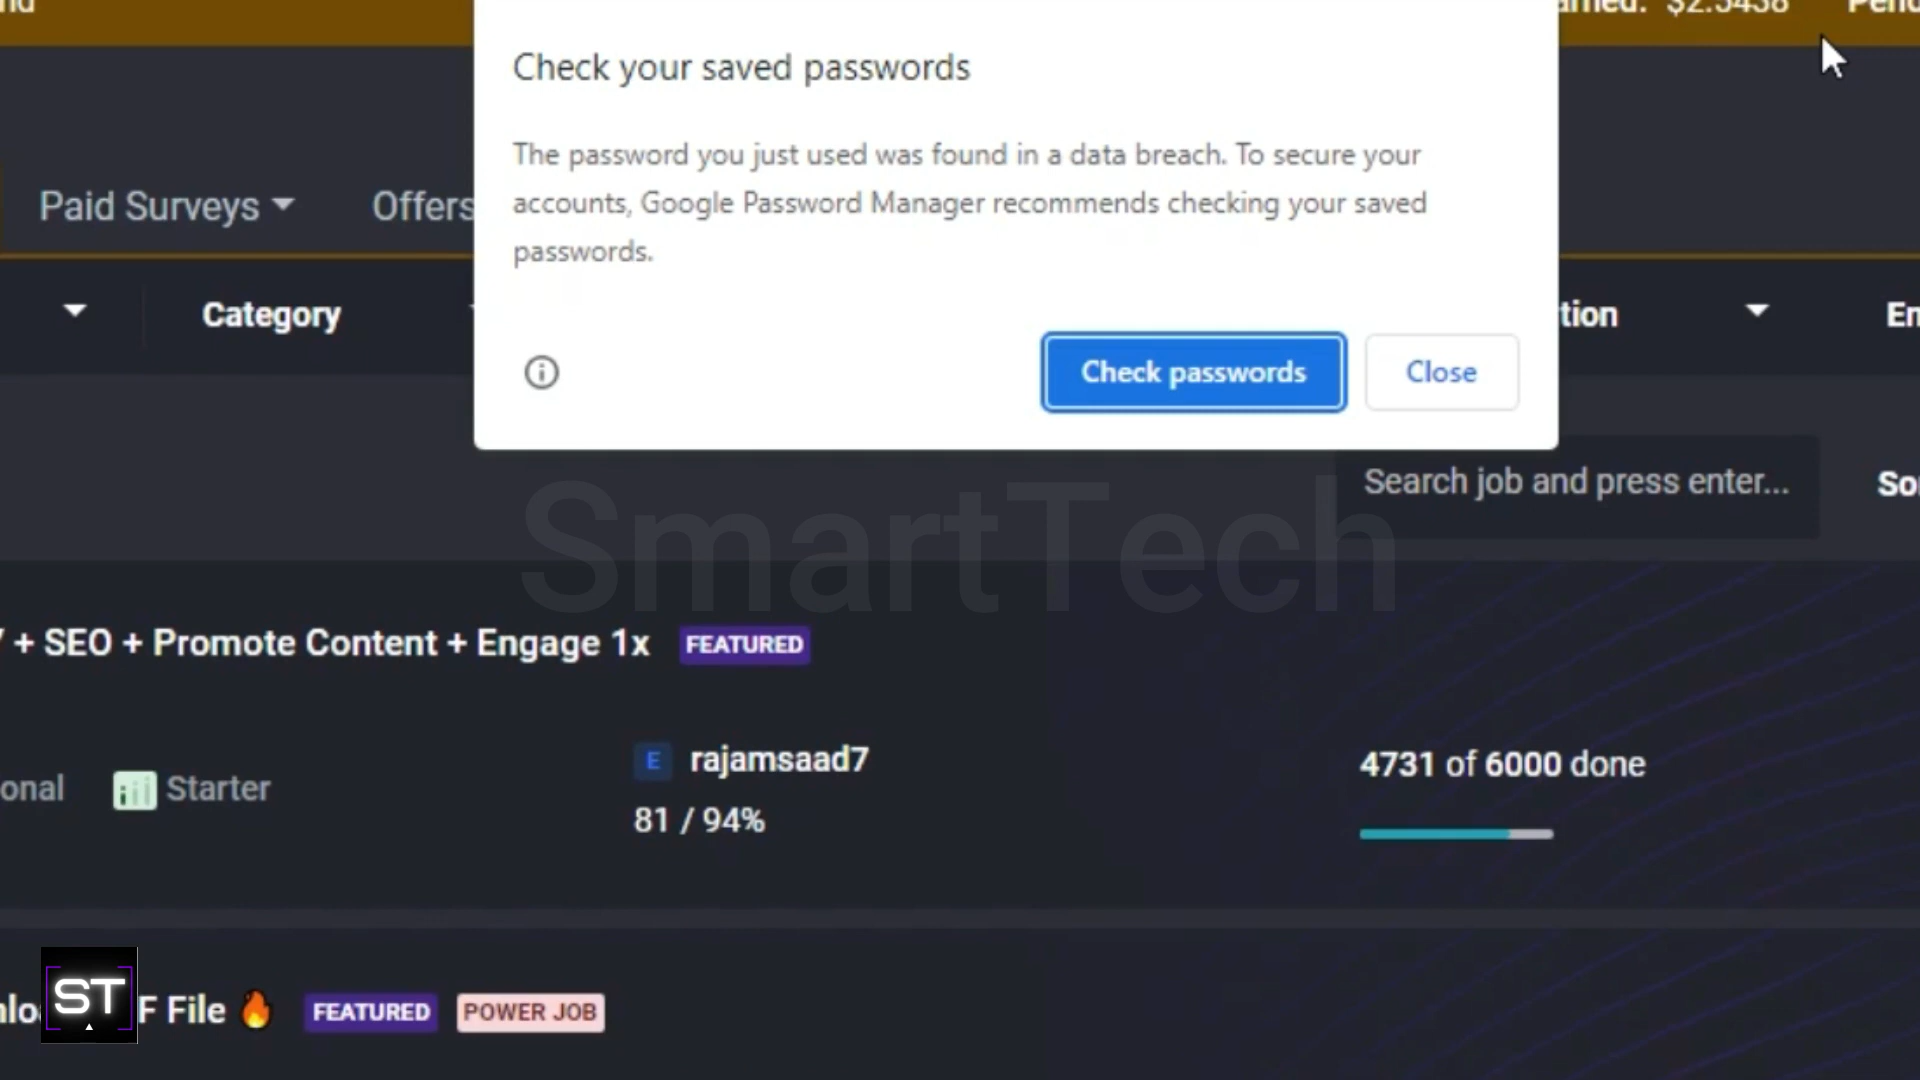 $2.5438
Check your saved passwords
The password you just used was found in a data breach. To secure your
accounts, Google Password Manager recommends checking your saved
passwords.
Paid Surveys
Offers
Category
Check passwords
Close
Search job and press enter...
SmartTech
+ SEO + Promote Content + Engage 1x
FEATURED
E rajamsaad7
4731 of 6000 done
Starter
81 / 94%
ST
F File
FEATURED
POWER JOB